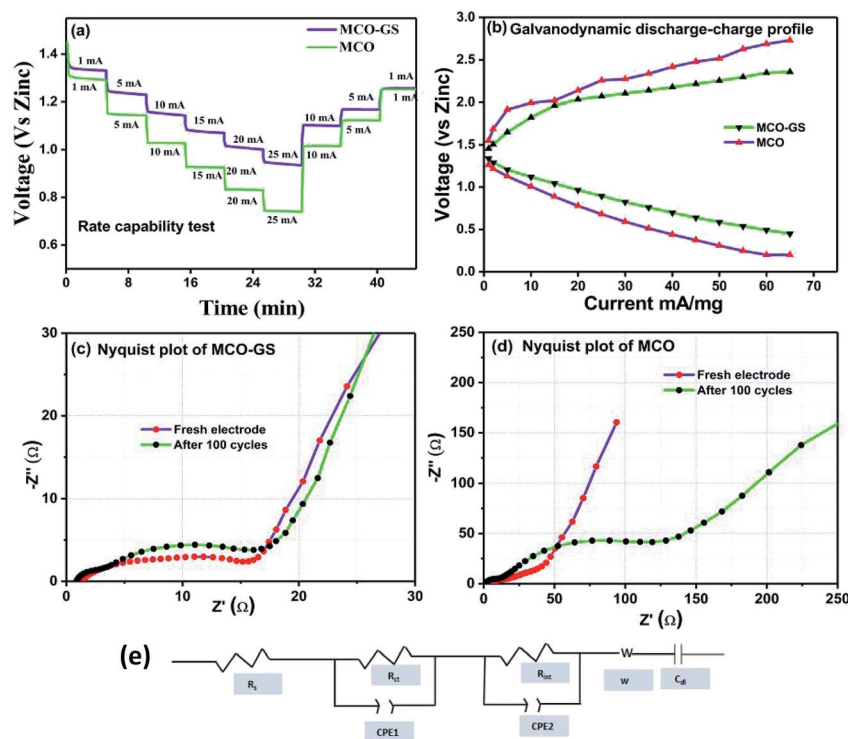 (a)
MCO-GS
MCO
1 mA
1 mA
5 mA
5 mA
10 mA
10 mA
15 mA
15 mA
20 mA
20 mA
20 mA
25 mA
25 mA
10 mA
10 mA
5 mA
5 mA
1 mA
1 mA
Rate capability test
Voltage (Vs Zinc)
1.4
1.2
1.0
0.8
0.6
0 8 16 24 32 40
Time (min)
(b) Galvanodynamic discharge-charge profile
MCO-GS
MCO
Voltage (vs Zinc)
3.0
2.5
2.0
1.5
1.0
0.5
0.0
0 10 20 30 40 50 60 70
Current mA/mg
(c) Nyquist plot of MCO-GS
Fresh electrode
After 100 cycles
-Z'' (Ω)
30
20
10
0
0 10 20 30
Z' (Ω)
(d) Nyquist plot of MCO
Fresh electrode
After 100 cycles
-Z'' (Ω)
250
200
150
100
50
0
0 25 50 75 100 125 150 175 200 225 250
Z' (Ω)
(e)
Rs
Rct
CPE1
Rint
CPE2
W
W
Cdl